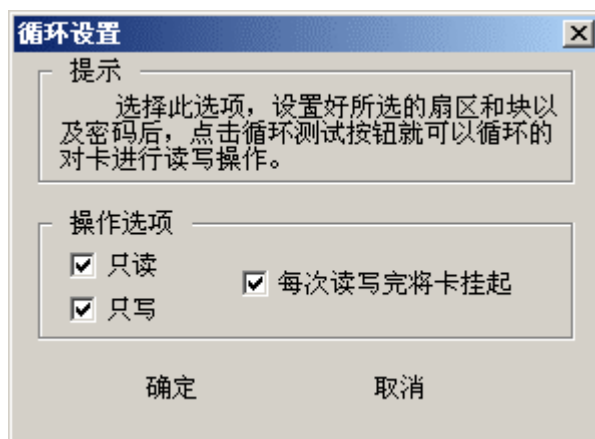 循环设置
提示
选择此选项，设置好所选的扇区和块以
及密码后，点击循环测试按钮就可以循环的
对卡进行读写操作。
操作选项
只读
每次读写完将卡挂起
只写
确定
取消